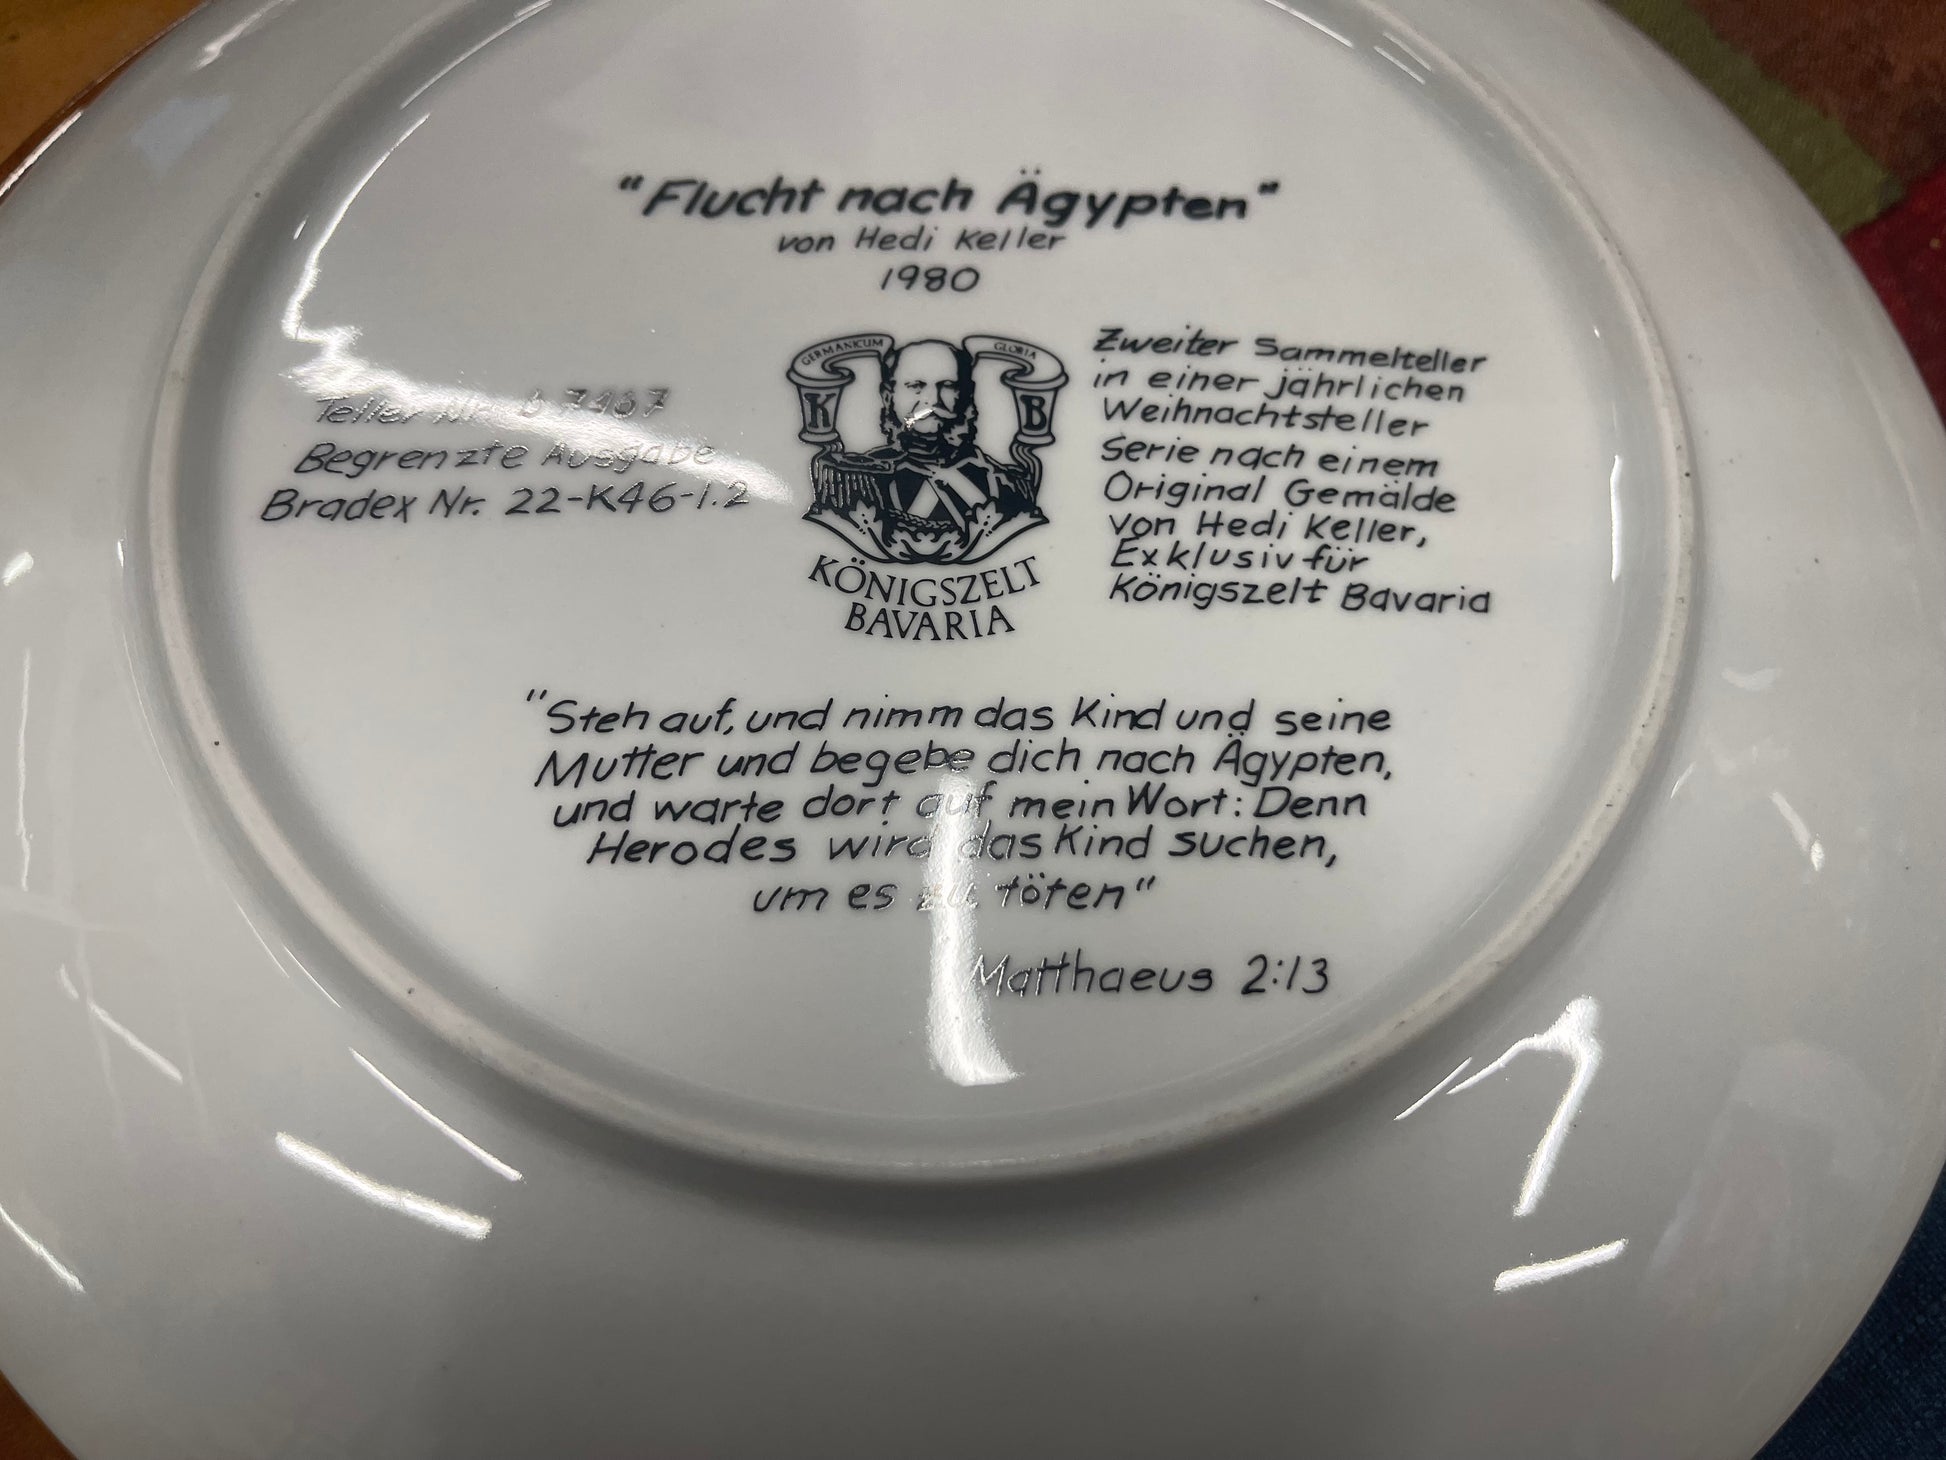 "Flucht nach Ägypten"
von Hedi Keller
1980
Teller Nr.
Begrenzte Ausgabe
Bradex Nr. 22-K46-1.2
GERMANICUM GLORIA
K B
KÖNIGSZELT
BAVARIA
Zweiter Sammelteller
in einer jährlichen
Weihnachtsteller
Serie nach einem
Original Gemälde
von Hedi Keller,
Exklusiv für
Königszelt Bavaria
"Steh auf, und nimm das Kind und seine
Mutter und begebe dich nach Ägypten,
und warte dort auf mein Wort: Denn
Herodes wird das Kind suchen,
um es zu töten"
Matthaeus 2:13